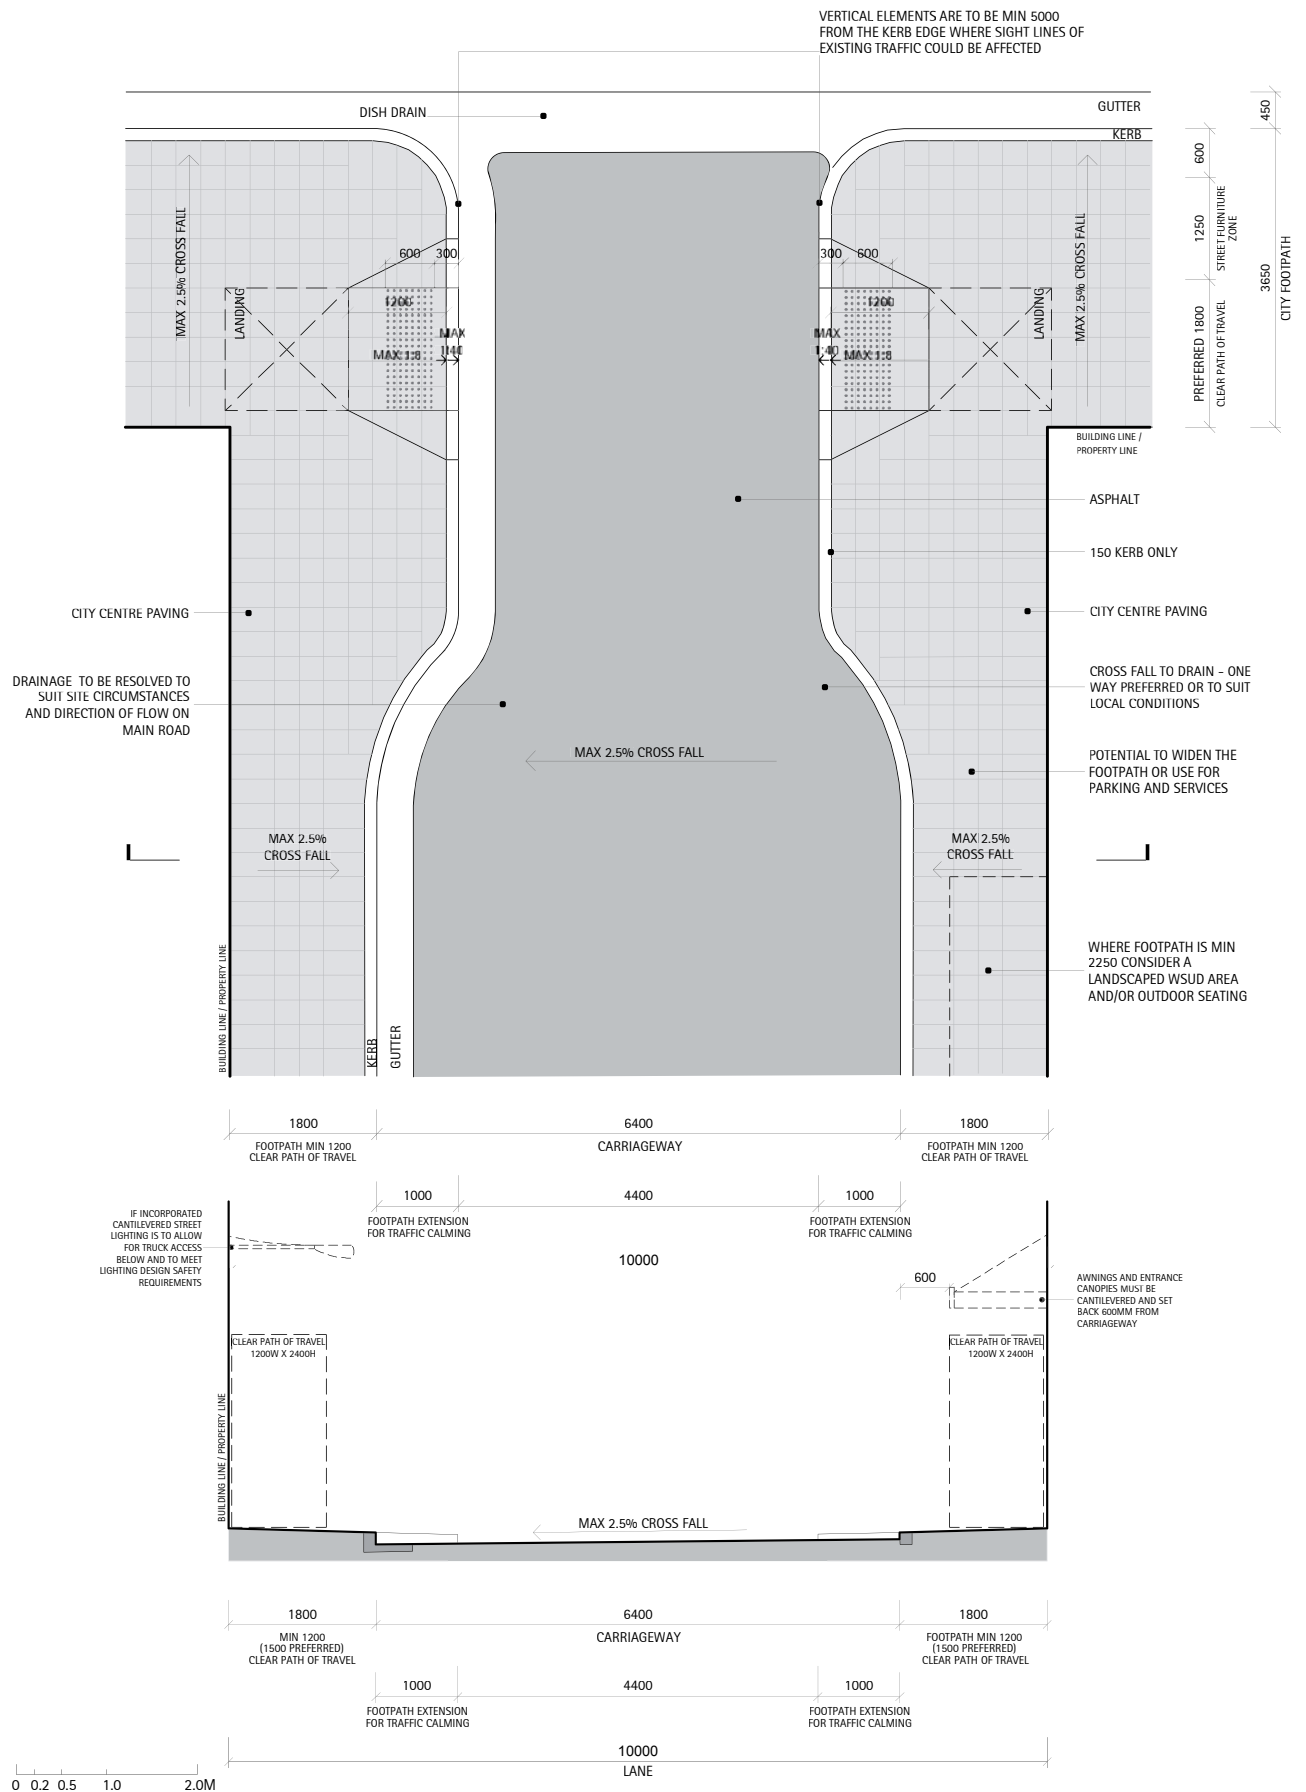 VERTICAL ELEMENTS ARE TO BE MIN 5000
FROM THE KERB EDGE WHERE SIGHT LINES OF
EXISTING TRAFFIC COULD BE AFFECTED
DISH DRAIN
GUTTER
KERB
450
600
1250
STREET FURNITURE
ZONE
3650
CITY FOOTPATH
PREFERRED 1800
CLEAR PATH OF TRAVEL
MAX 2.5% CROSS FALL
LANDING
600
300
1200
MAX 1:8
MAX
1:40
300
600
1200
MAX
1:40
MAX 1:8
LANDING
MAX 2.5% CROSS FALL
BUILDING LINE /
PROPERTY LINE
ASPHALT
150 KERB ONLY
CITY CENTRE PAVING
CITY CENTRE PAVING
DRAINAGE TO BE RESOLVED TO
SUIT SITE CIRCUMSTANCES
AND DIRECTION OF FLOW ON
MAIN ROAD
CROSS FALL TO DRAIN - ONE
WAY PREFERRED OR TO SUIT
LOCAL CONDITIONS
MAX 2.5% CROSS FALL
POTENTIAL TO WIDEN THE
FOOTPATH OR USE FOR
PARKING AND SERVICES
MAX 2.5%
CROSS FALL
MAX 2.5%
CROSS FALL
WHERE FOOTPATH IS MIN
2250 CONSIDER A
LANDSCAPED WSUD AREA
AND/OR OUTDOOR SEATING
BUILDING LINE / PROPERTY LINE
KERB
GUTTER
1800
6400
1800
FOOTPATH MIN 1200
CLEAR PATH OF TRAVEL
CARRIAGEWAY
FOOTPATH MIN 1200
CLEAR PATH OF TRAVEL
1000
4400
1000
FOOTPATH EXTENSION
FOR TRAFFIC CALMING
FOOTPATH EXTENSION
FOR TRAFFIC CALMING
10000
IF INCORPORATED
CANTILEVERED STREET
LIGHTING IS TO ALLOW
FOR TRUCK ACCESS
BELOW AND TO MEET
LIGHTING DESIGN SAFETY
REQUIREMENTS
600
AWNINGS AND ENTRANCE
CANOPIES MUST BE
CANTILEVERED AND SET
BACK 600MM FROM
CARRIAGEWAY
CLEAR PATH OF TRAVEL
1200W X 2400H
CLEAR PATH OF TRAVEL
1200W X 2400H
BUILDING LINE / PROPERTY LINE
MAX 2.5% CROSS FALL
1800
6400
1800
MIN 1200
(1500 PREFERRED)
CLEAR PATH OF TRAVEL
CARRIAGEWAY
FOOTPATH MIN 1200
(1500 PREFERRED)
CLEAR PATH OF TRAVEL
1000
4400
1000
FOOTPATH EXTENSION
FOR TRAFFIC CALMING
FOOTPATH EXTENSION
FOR TRAFFIC CALMING
10000
LANE
0 0.2 0.5 1.0 2.0M